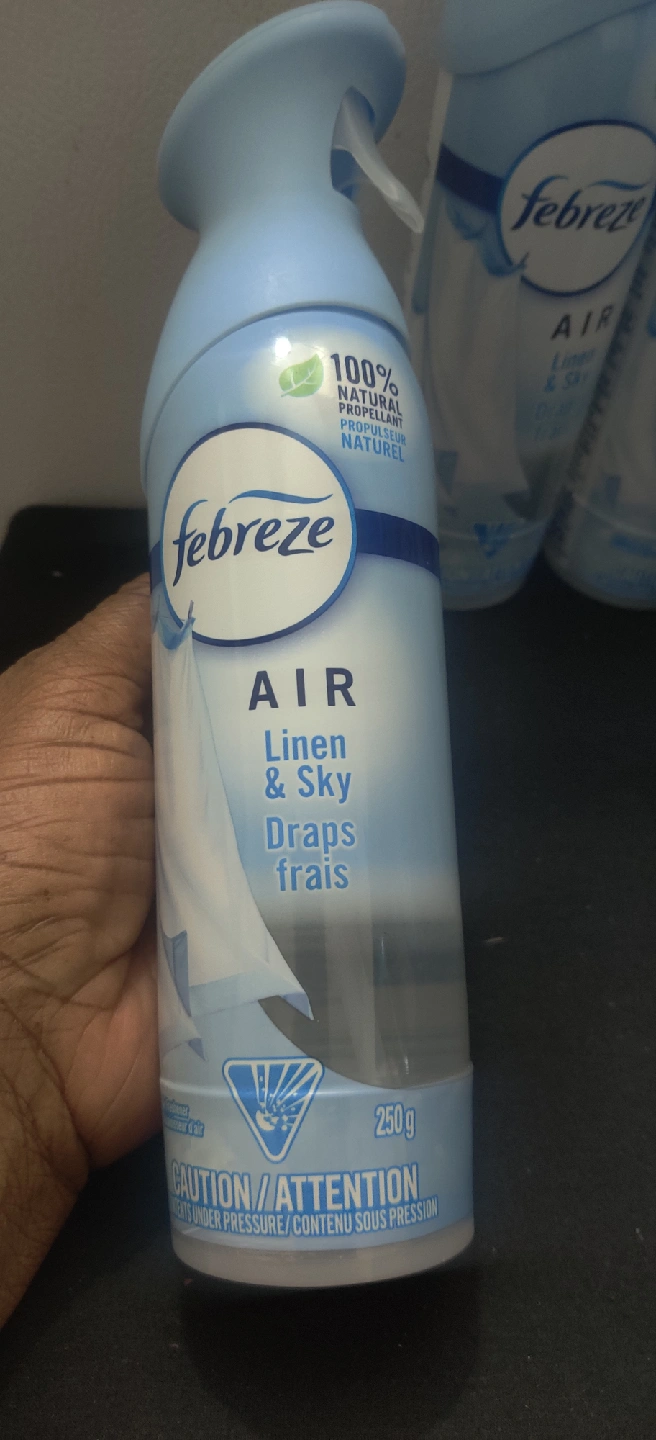 100%
NATURAL
PROPELLANT
PROPULSEUR
NATUREL
febreze
AIR
Linen
& Sky
Draps
frais
250 g
CAUTION / ATTENTION
UNDER PRESSURE / CONTENU SOUS PRESSION
febreze
AIR
Linen
& Sky